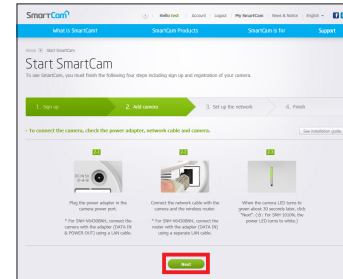 SmartCam
Hello test Account Logout My SmartCam News & Notice English
What is SmartCam? SmartCam Products SmartCam is for Support
Home Start SmartCam
Start SmartCam
To use SmartCam, you must finish the following four steps including sign up and registration of your camera.
1. Sign up 2. Add camera 3. Set up the network 4. Finish
- To connect the camera, check the power adapter, network cable and camera.
See installation guide.
2-1 2-2 2-3
DC IN
Plug the power adapter in the
camera power port.
* For SNH-V6430BNH, connect the
camera with the adapter (DATA IN
& POWER OUT) using a LAN cable.
Connect the network cable with the
camera and the wireless router.
* For SNH-V6430BNH, connect the
router with the adapter (DATA IN)
using a separate LAN cable.
When the camera LED turns to
green about 30 seconds later, click
"Next". (※ For SNH-1010N, the
power LED turns to white.)
Next